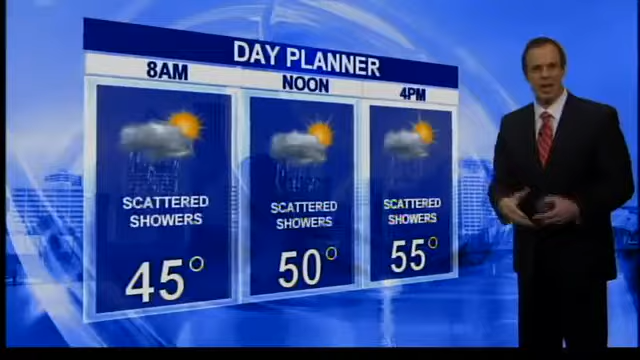 DAY PLANNER
8AM
NOON
4PM
SCATTERED
SHOWERS
45°
SCATTERED
SHOWERS
50°
SCATTERED
SHOWERS
55°